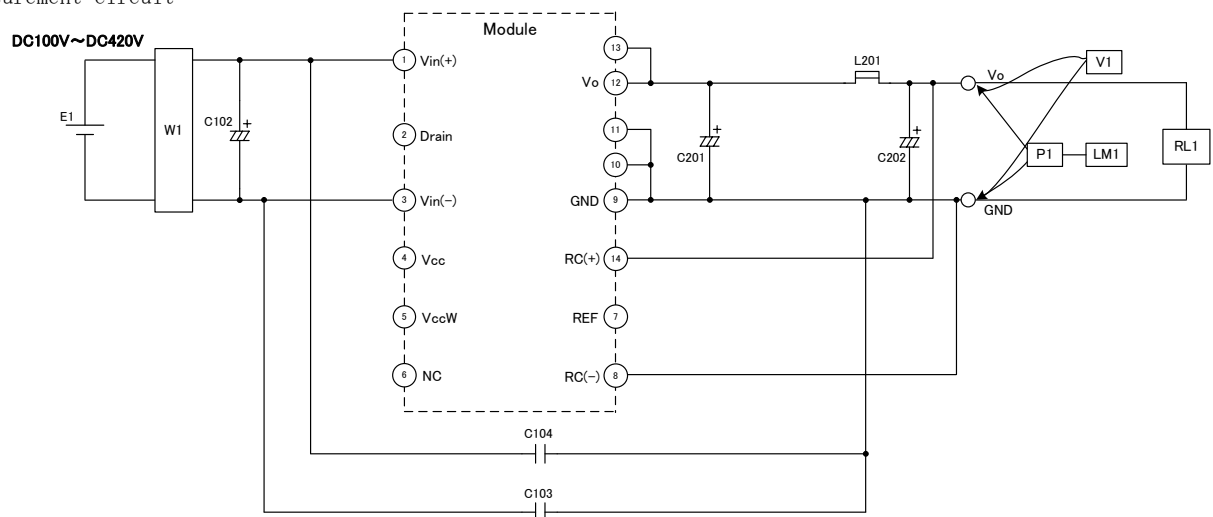 DC100V～DC420V
Module
E1
W1
C102
+
1
Vin(+)
2
Drain
3
Vin(-)
4
Vcc
5
VccW
6
NC
13
Vo
12
11
10
GND
9
RC(+)
14
REF
7
RC(-)
8
C201
+
L201
C202
+
Vo
GND
V1
P1
LM1
RL1
C104
C103